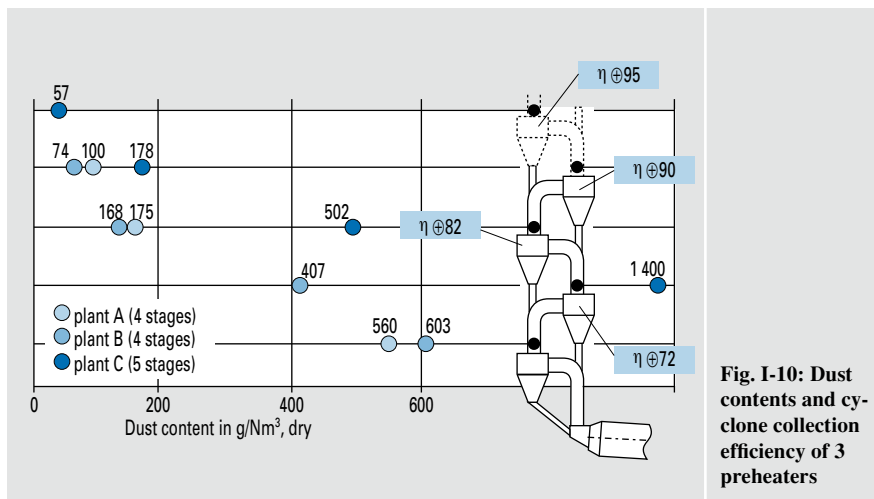 η ⊕95
57
74 100 178
η ⊕90
168 175 502
η ⊕82
407
1 400
plant A (4 stages)
plant B (4 stages)
plant C (5 stages)
560 603
η ⊕72
0 200 400 600
Dust content in g/Nm³, dry
Fig. I-10: Dust
contents and cy-
clone collection
efficiency of 3
preheaters